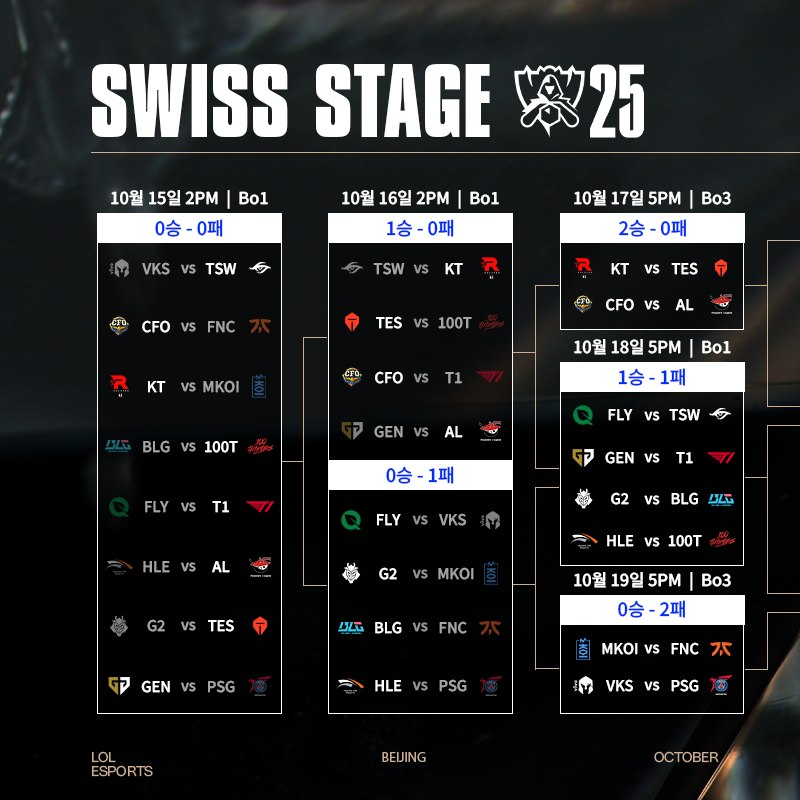 SWISS STAGE 25
10월 15일 2PM | Bo1
0승 - 0패
VKS vs TSW
CFO vs FNC
KT vs MKOI
BLG vs 100T
FLY vs T1
HLE vs AL
G2 vs TES
GEN vs PSG
10월 16일 2PM | Bo1
1승 - 0패
TSW vs KT
TES vs 100T
CFO vs T1
GEN vs AL
0승 - 1패
FLY vs VKS
G2 vs MKOI
BLG vs FNC
HLE vs PSG
10월 17일 5PM | Bo3
2승 - 0패
KT vs TES
CFO vs AL
10월 18일 5PM | Bo1
1승 - 1패
FLY vs TSW
GEN vs T1
G2 vs BLG
HLE vs 100T
10월 19일 5PM | Bo3
0승 - 2패
MKOI vs FNC
VKS vs PSG
LOL
ESPORTS
BEIJING
OCTOBER